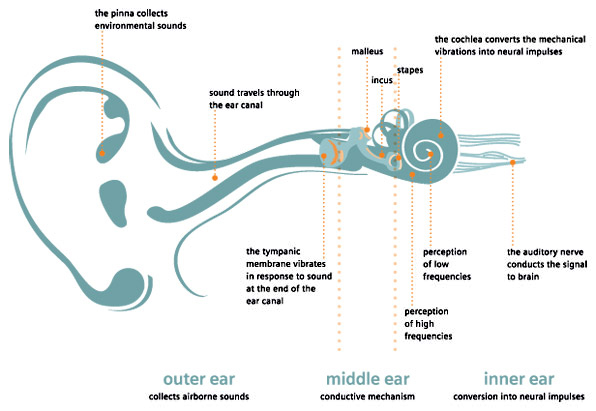 the pinna collects
environmental sounds
sound travels through
the ear canal
malleus
incus
stapes
the cochlea converts the mechanical
vibrations into neural impulses
the tympanic
membrane vibrates
in response to sound
at the end of the
ear canal
perception
of low
frequencies
perception
of high
frequencies
the auditory nerve
conducts the signal
to brain
outer ear
collects airborne sounds
middle ear
conductive mechanism
inner ear
conversion into neural impulses